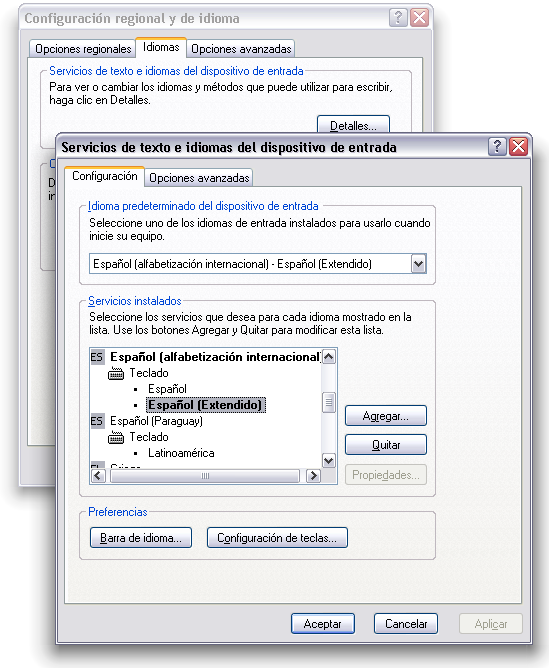 Configuración regional y de idioma
Opciones regionales
Idiomas
Opciones avanzadas
Servicios de texto e idiomas del dispositivo de entrada
Para ver o cambiar los idiomas y métodos que puede utilizar para escribir,
haga clic en Detalles.
Detalles...
Servicios de texto e idiomas del dispositivo de entrada
Configuración
Opciones avanzadas
Idioma predeterminado del dispositivo de entrada
Seleccione uno de los idiomas de entrada instalados para usarlo cuando
inicie su equipo.
Español (alfabetización internacional) - Español (Extendido)
Servicios instalados
Seleccione los servicios que desea para cada idioma mostrado en la
lista. Use los botones Agregar y Quitar para modificar esta lista.
ES Español (alfabetización internacional)
Teclado
• Español
• Español (Extendido)
ES Español (Paraguay)
Teclado
• Latinoamérica
Agregar...
Quitar
Propiedades...
Preferencias
Barra de idioma...
Configuración de teclas...
Aceptar
Cancelar
Aplicar